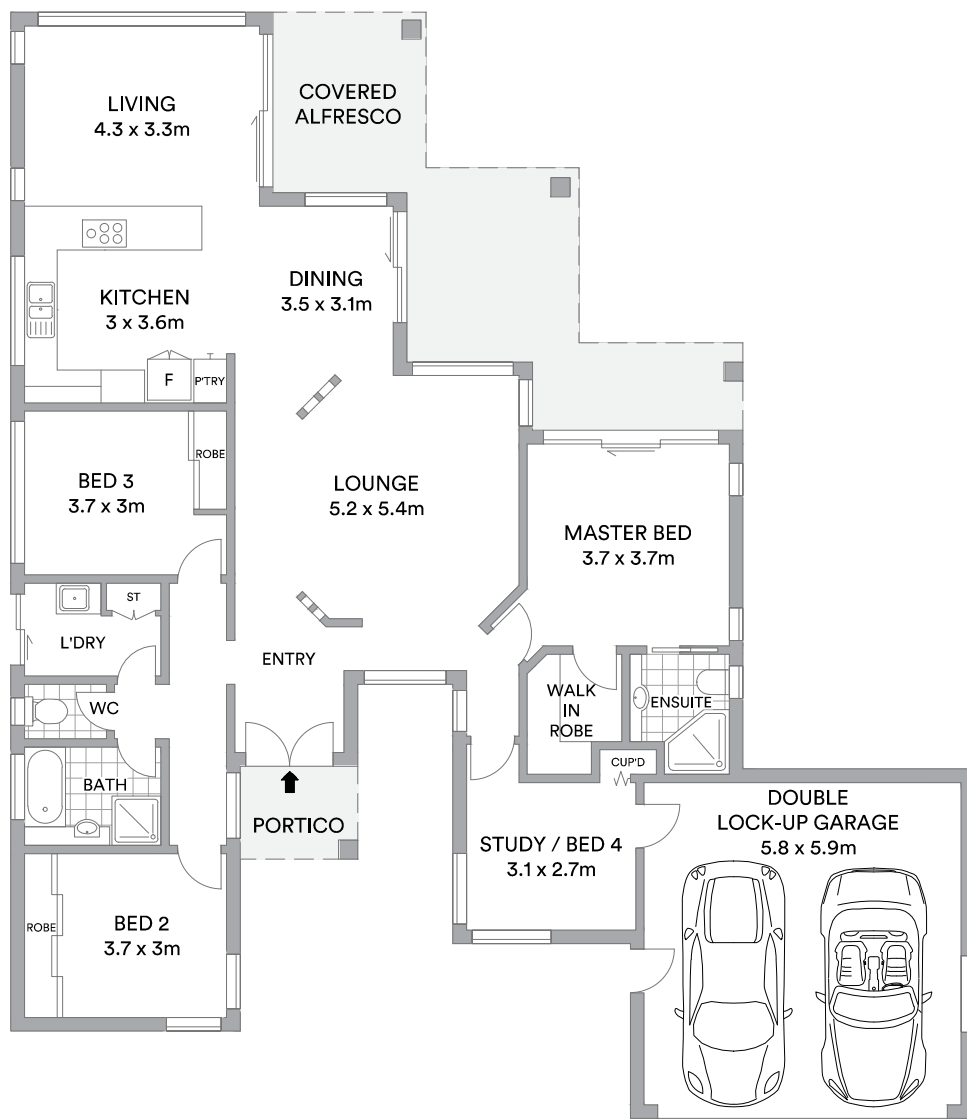 LIVING
4.3 x 3.3m
COVERED
ALFRESCO
KITCHEN
3 x 3.6m
DINING
3.5 x 3.1m
F
P'TRY
BED 3
3.7 x 3m
ROBE
LOUNGE
5.2 x 5.4m
MASTER BED
3.7 x 3.7m
ST
L'DRY
ENTRY
WC
WALK
IN
ROBE
ENSUITE
BATH
CUP'D
PORTICO
STUDY / BED 4
3.1 x 2.7m
DOUBLE
LOCK-UP GARAGE
5.8 x 5.9m
ROBE
BED 2
3.7 x 3m